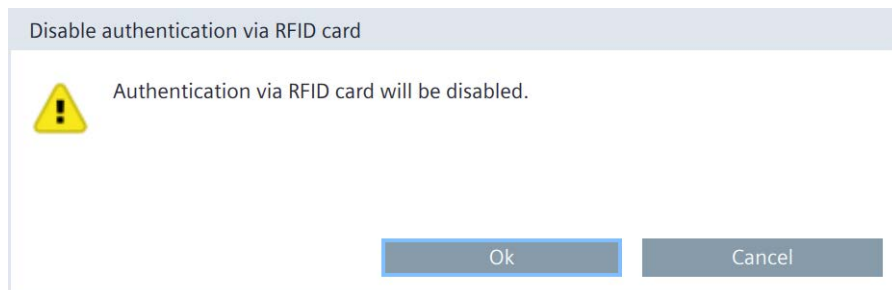 Disable authentication via RFID card
Authentication via RFID card will be disabled.
Ok
Cancel